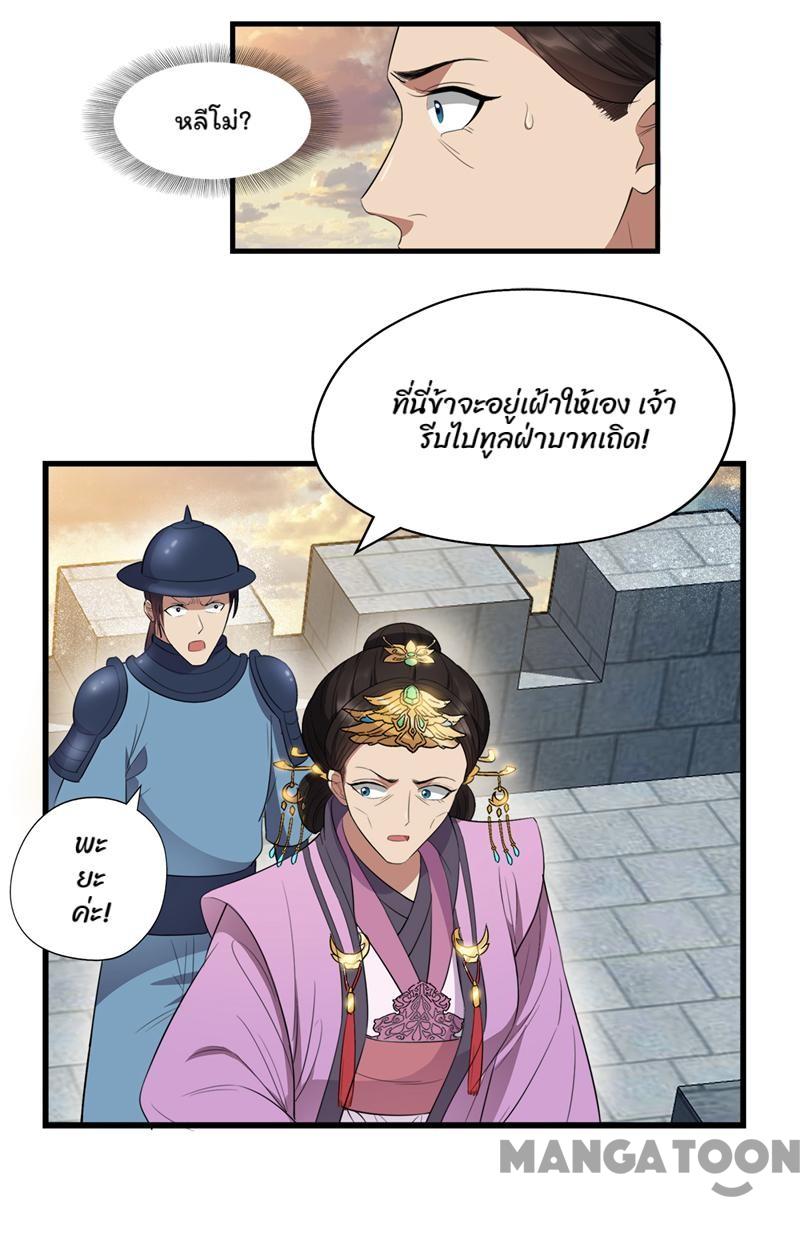 หลีโม่?
ที่นี่ข้าจะอยู่เฝ้าให้เอง เจ้า
รีบไปทูลฝ่าบาทเถิด!
พะ
ยะ
ค่ะ!
MANGATOON